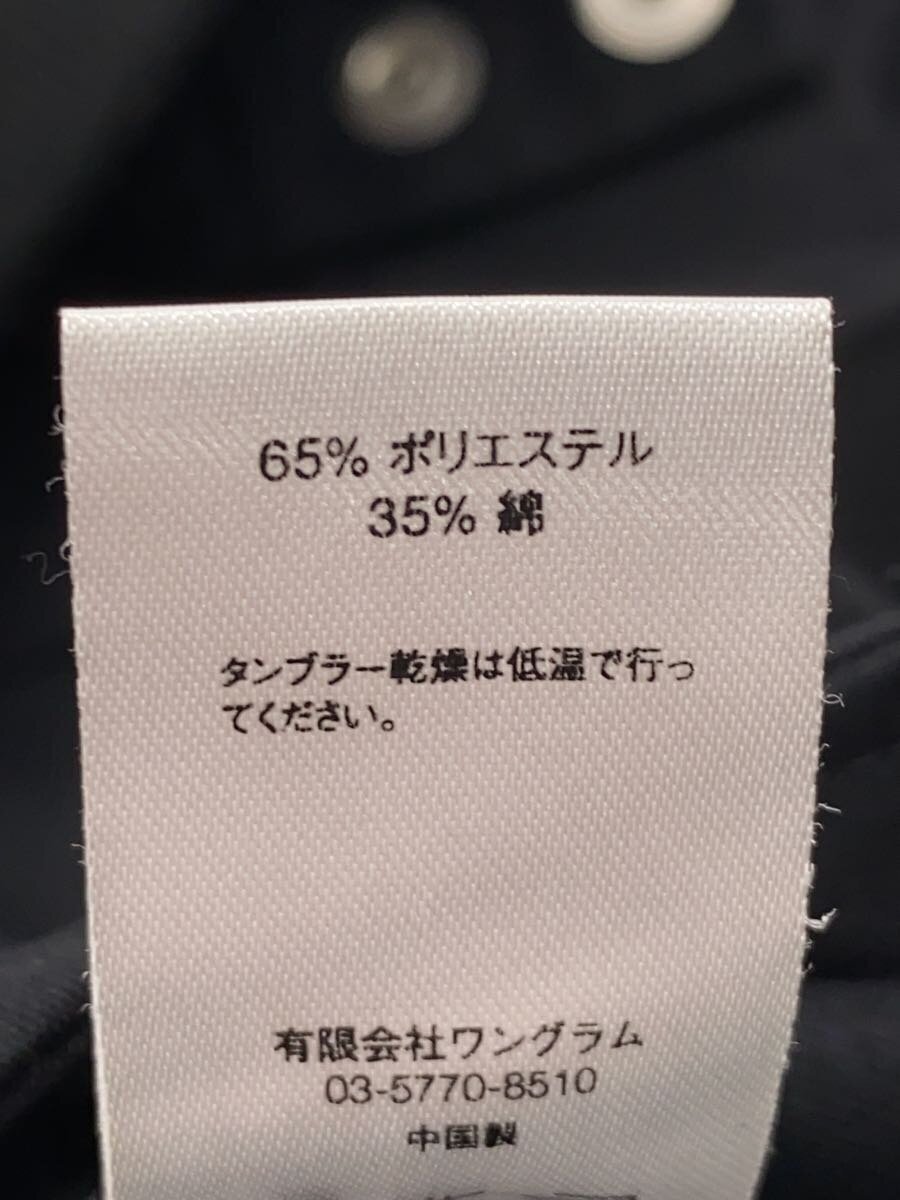 65% ポリエステル
35% 綿
タンブラー乾燥は低温で行っ
てください。
有限会社ワングラム
03-5770-8510
中国製